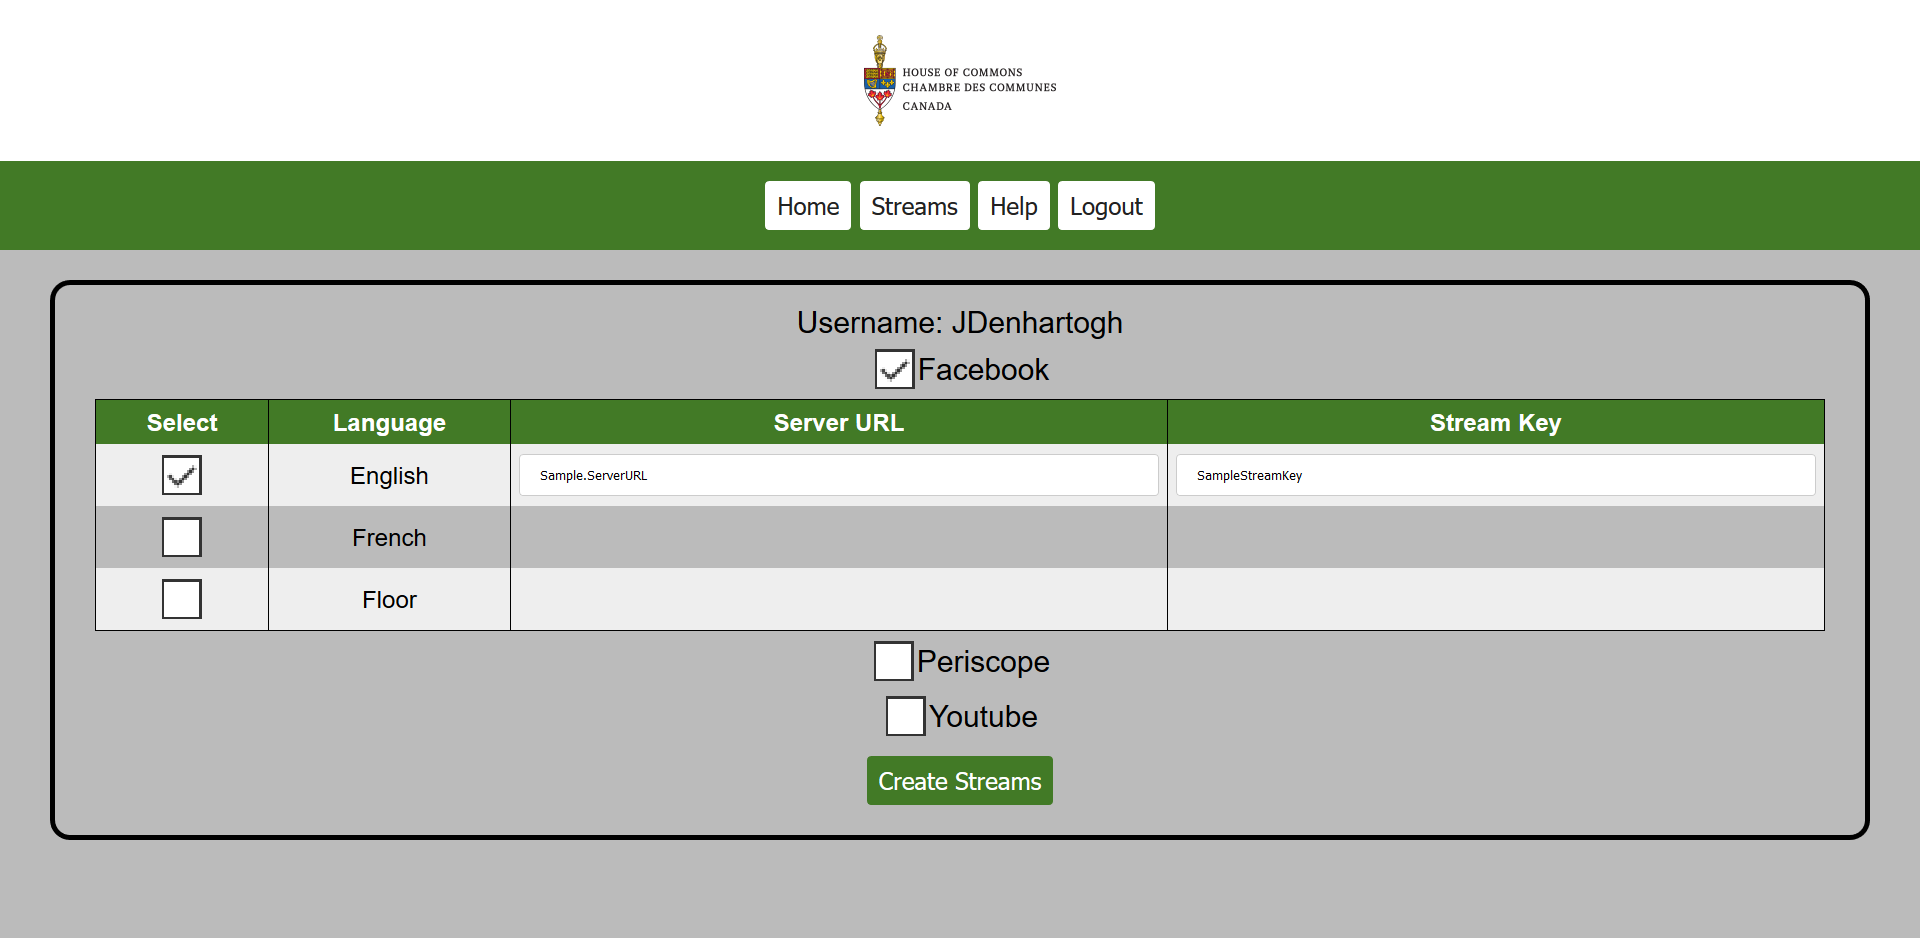 HOUSE OF COMMONS
CHAMBRE DES COMMUNES
CANADA
Home Streams Help Logout
Username: JDenhartogh
Facebook
Select Language Server URL Stream Key
English Sample.ServerURL SampleStreamKey
French
Floor
Periscope
Youtube
Create Streams